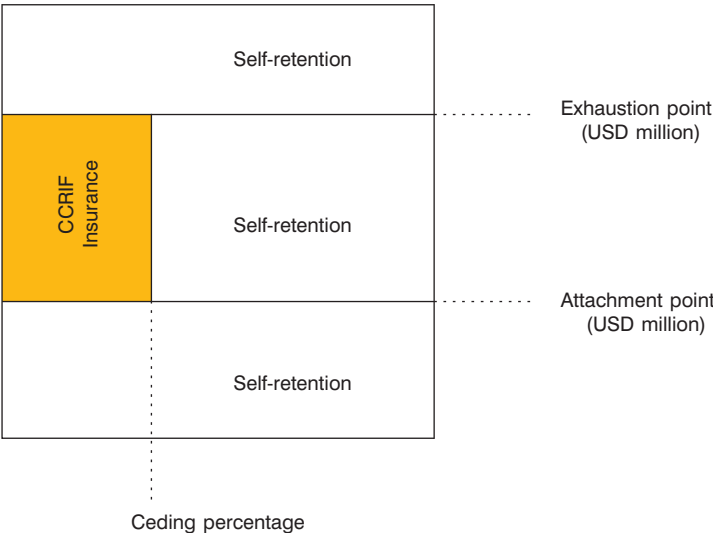 Self-retention
Exhaustion point
(USD million)
CCRIF
Insurance
Self-retention
Attachment point
(USD million)
Self-retention
Ceding percentage